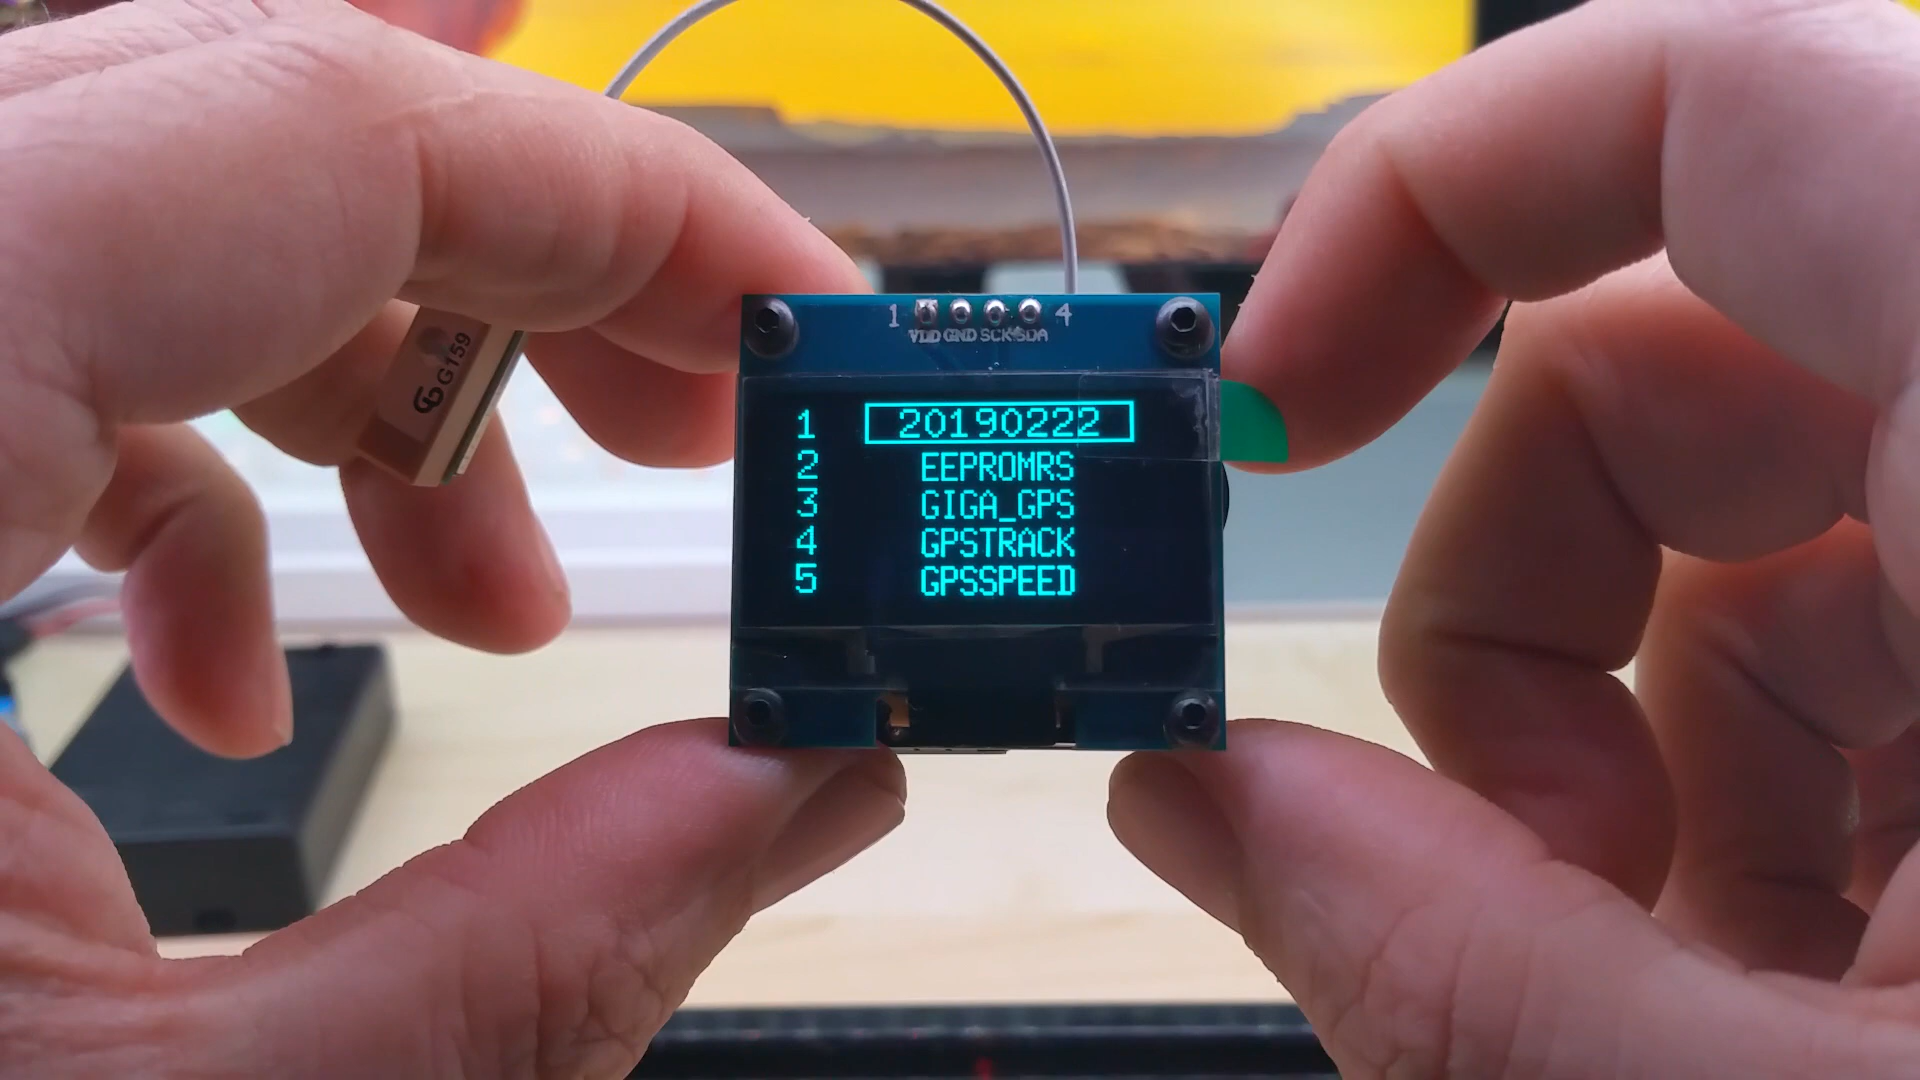 1 4
VDD GND SCK SDA
1 20190222
2 EEPROMRS
3 GIGA_GPS
4 GPSTRACK
5 GPSSPEED
G159